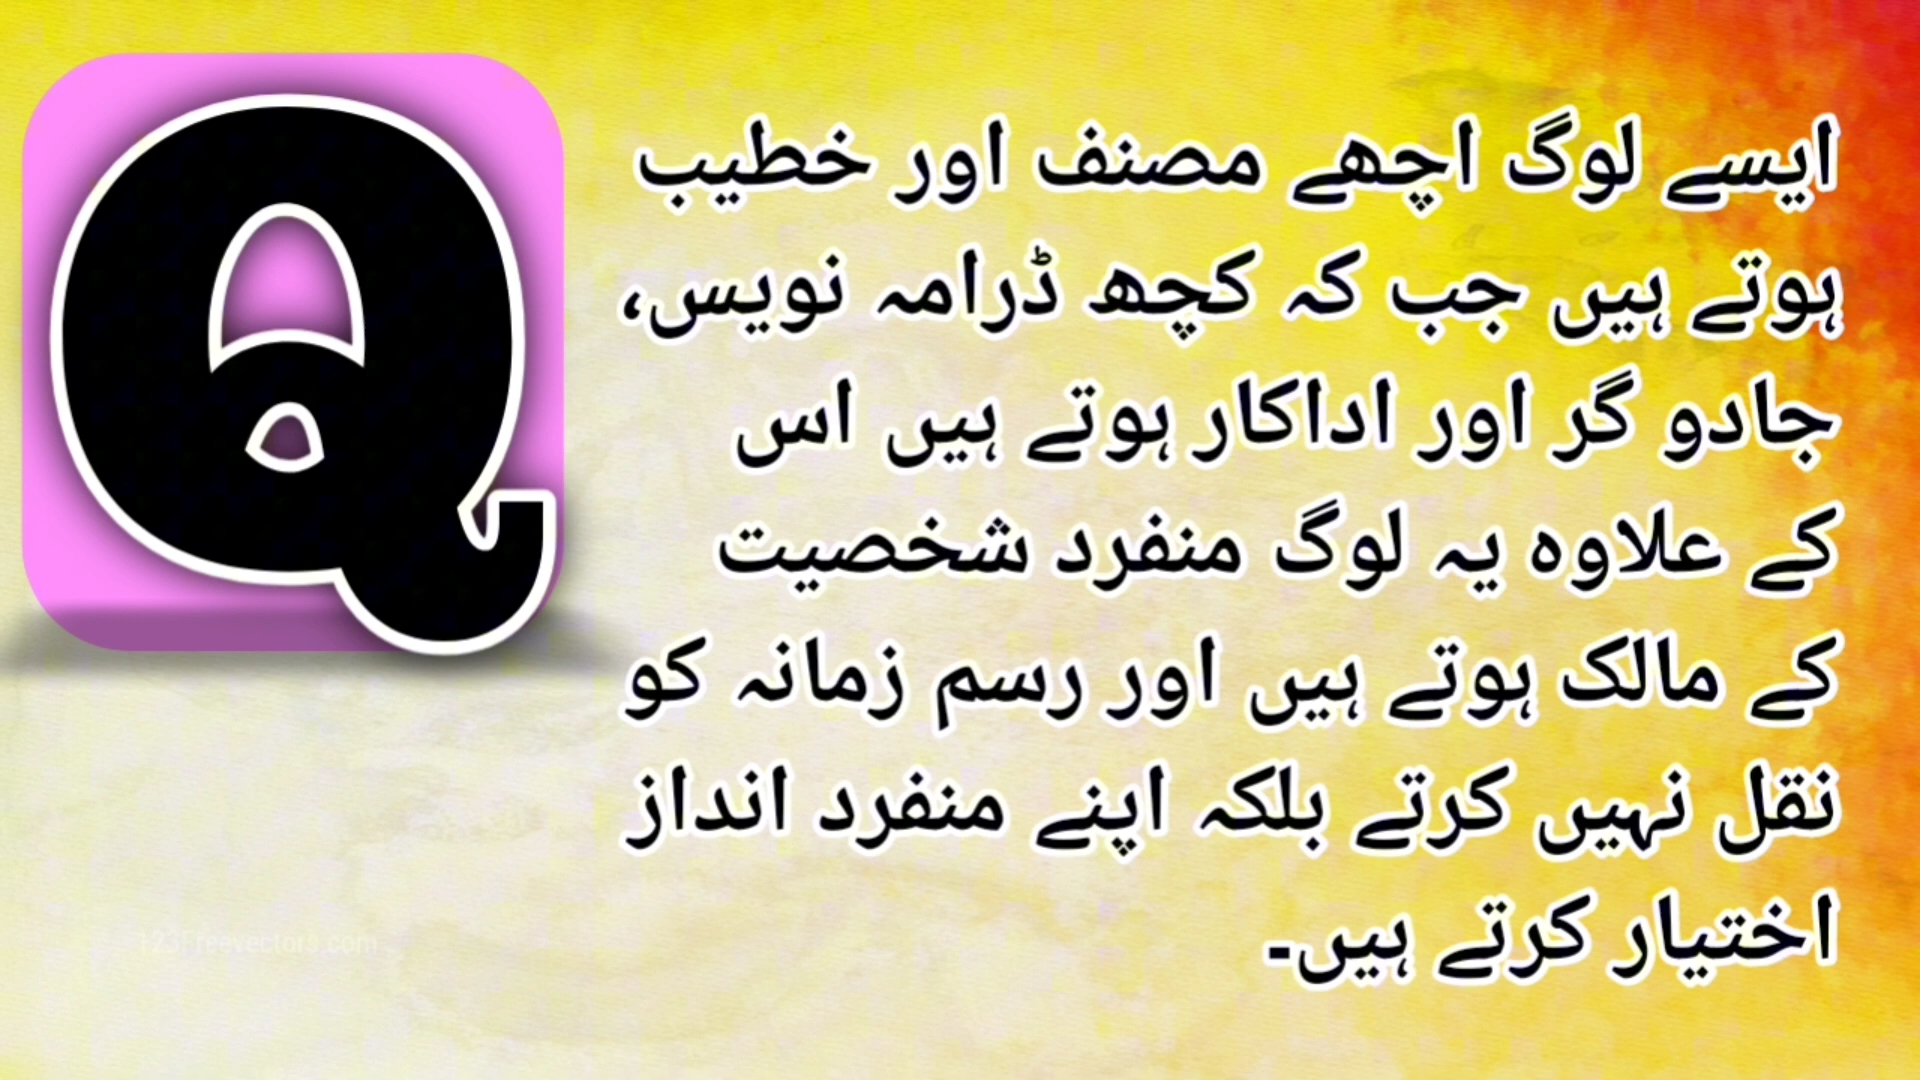 Q
ایسے لوگ اچھے مصنف اور خطیب
ہوتے ہیں جب کہ کچھ ڈرامہ نویس،
جادو گر اور اداکار ہوتے ہیں اس
کے علاوہ یہ لوگ منفرد شخصیت
کے مالک ہوتے ہیں اور رسم زمانہ کو
نقل نہیں کرتے بلکہ اپنے منفرد انداز
اختیار کرتے ہیں۔
123Freevectors.com